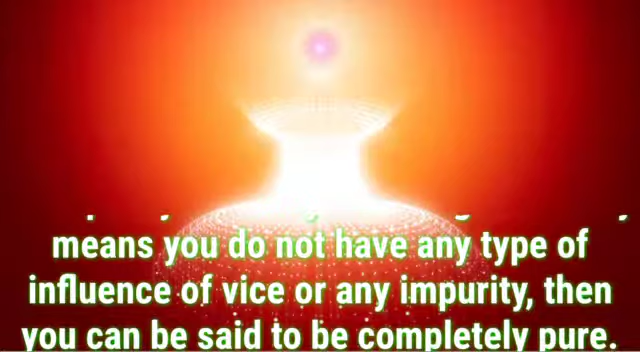 means you do not have any type of
influence of vice or any impurity, then
you can be said to be completely pure.